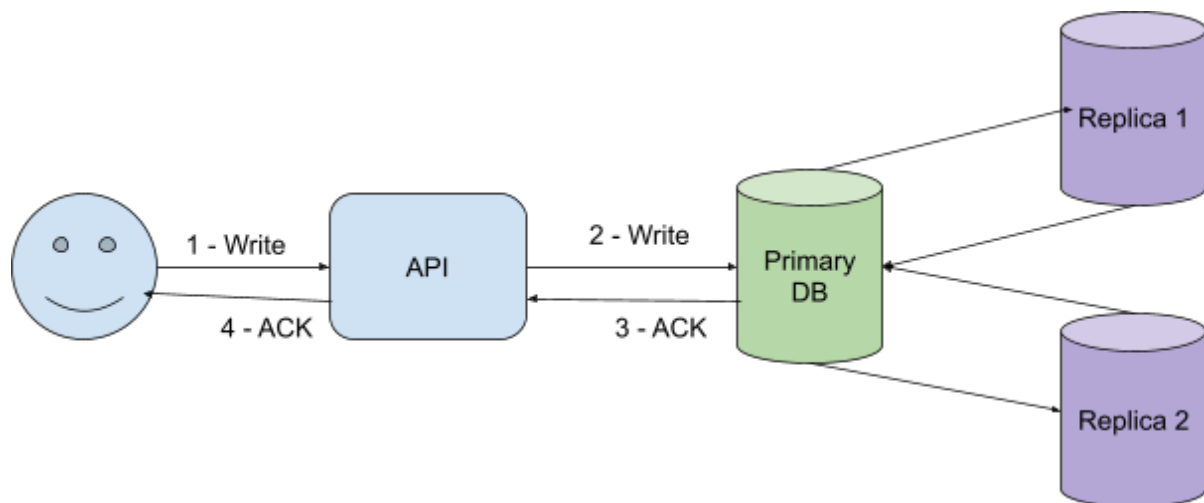 1 - Write
API
4 - ACK
2 - Write
3 - ACK
Primary
DB
Replica 1
Replica 2